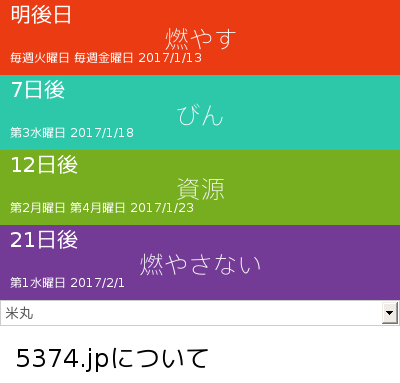 明後日
燃やす
毎週火曜日 毎週金曜日 2017/1/13
7日後
びん
第3水曜日 2017/1/18
12日後
資源
第2月曜日 第4月曜日 2017/1/23
21日後
燃やさない
第1水曜日 2017/2/1
米丸
5374.jpについて